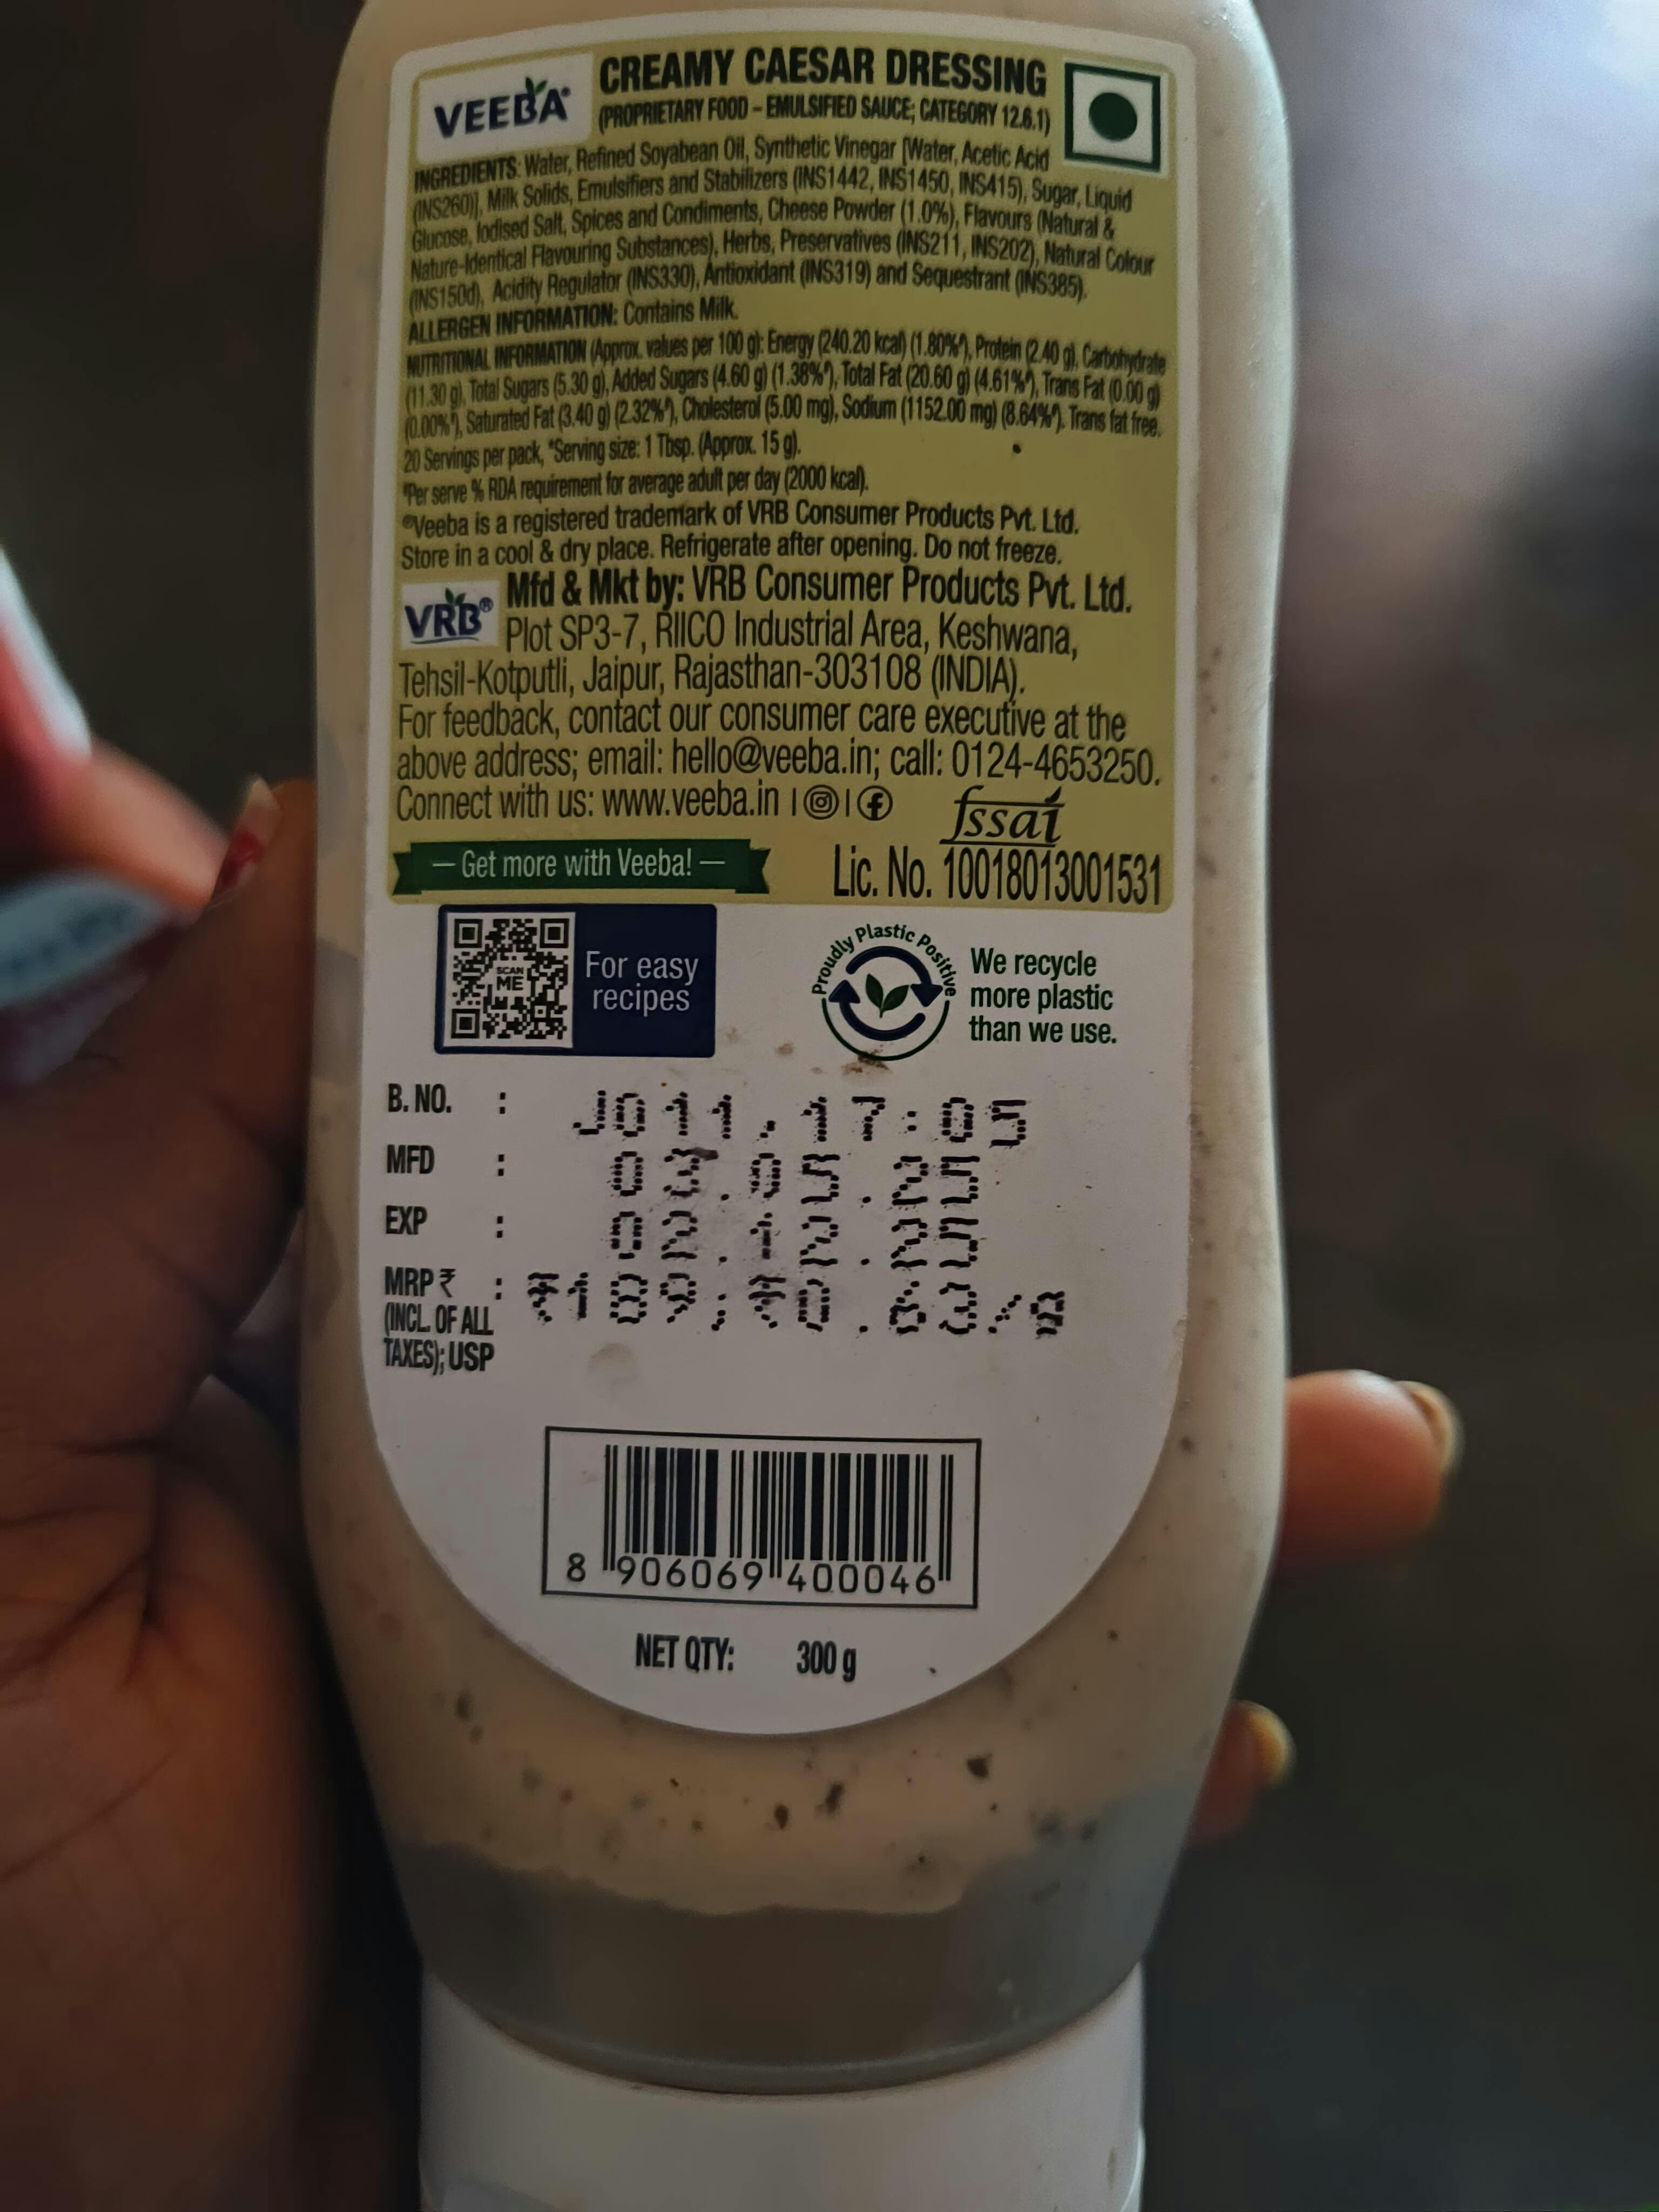 VEEBA®
CREAMY CAESAR DRESSING
(PROPRIETARY FOOD – EMULSIFIED SAUCE; CATEGORY 12.6.1)
INGREDIENTS: Water, Refined Soyabean Oil, Synthetic Vinegar [Water, Acetic Acid
(INS260)], Milk Solids, Emulsifiers and Stabilizers (INS1442, INS1450, INS415), Sugar, Liquid
Glucose, Iodised Salt, Spices and Condiments, Cheese Powder (1.0%), Flavours (Natural &
Nature-Identical Flavouring Substances), Herbs, Preservatives (INS211, INS202), Natural Colour
(INS150d), Acidity Regulator (INS330), Antioxidant (INS319) and Sequestrant (INS385).
ALLERGEN INFORMATION: Contains Milk.
NUTRITIONAL INFORMATION (Approx. values per 100 g): Energy (240.20 kcal) (1.80%#), Protein (2.40 g), Carbohydrate
(11.30 g), Total Sugars (5.30 g), Added Sugars (4.60 g) (1.38%#), Total Fat (20.60 g) (4.61%#), Trans Fat (0.00 g)
(0.00%#), Saturated Fat (3.40 g) (2.32%#), Cholesterol (5.00 mg), Sodium (1152.00 mg) (8.64%#). Trans fat free.
20 Servings per pack, *Serving size: 1 Tbsp. (Approx. 15 g).
#Per serve % RDA requirement for average adult per day (2000 kcal).
®Veeba is a registered trademark of VRB Consumer Products Pvt. Ltd.
Store in a cool & dry place. Refrigerate after opening. Do not freeze.
VRB®
Mfd & Mkt by: VRB Consumer Products Pvt. Ltd.
Plot SP3-7, RIICO Industrial Area, Keshwana,
Tehsil-Kotputli, Jaipur, Rajasthan-303108 (INDIA).
For feedback, contact our consumer care executive at the
above address; email: hello@veeba.in; call: 0124-4653250.
Connect with us: www.veeba.in
fssai
Lic. No. 10018013001531
– Get more with Veeba! –
SCAN
ME
For easy
recipes
Proudly Plastic Positive
We recycle
more plastic
than we use.
B. NO. :
MFD : 03.05.25
EXP : 02.12.25
MRP ₹ : ₹109;₹0.63/g
(INCL. OF ALL
TAXES); USP
8 906069 400046
NET QTY: 300 g